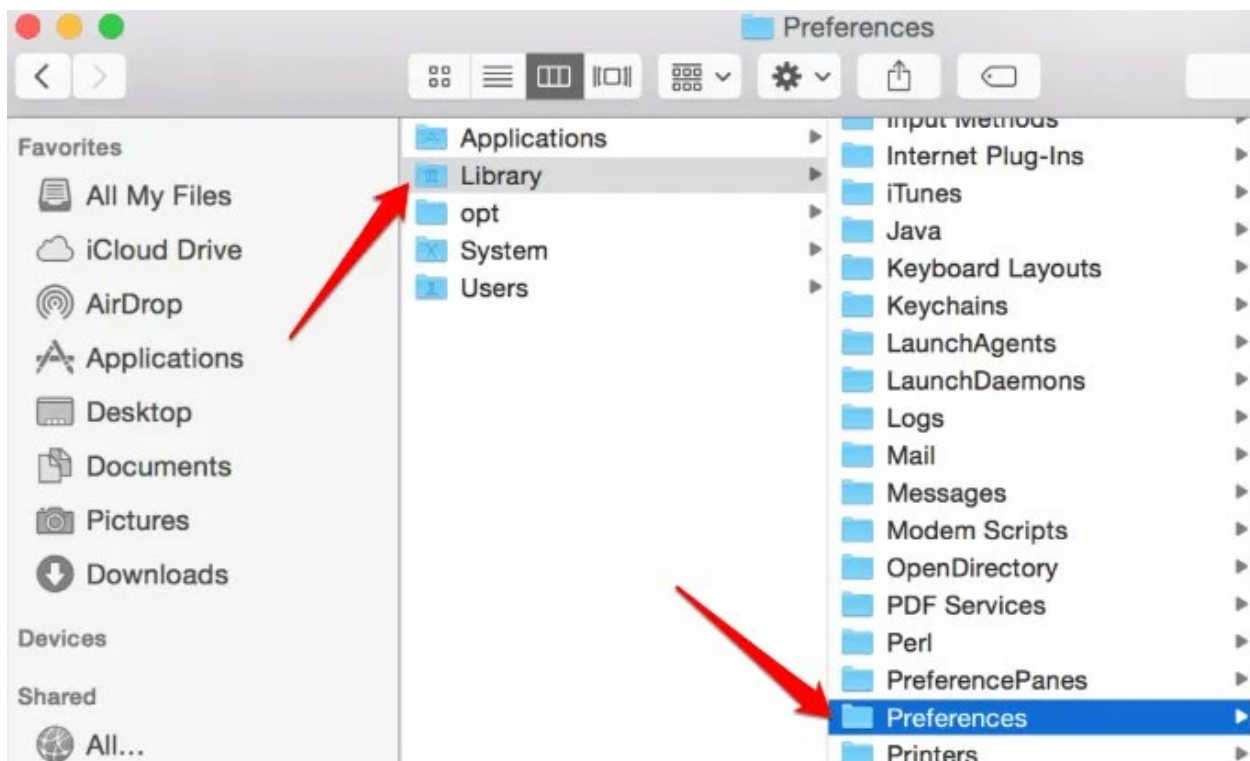 Preferences
Favorites
All My Files
iCloud Drive
AirDrop
Applications
Desktop
Documents
Pictures
Downloads
Devices
Shared
All...
Applications
Library
opt
System
Users
Input Methods
Internet Plug-Ins
iTunes
Java
Keyboard Layouts
Keychains
LaunchAgents
LaunchDaemons
Logs
Mail
Messages
Modem Scripts
OpenDirectory
PDF Services
Perl
PreferencePanes
Preferences
Printers